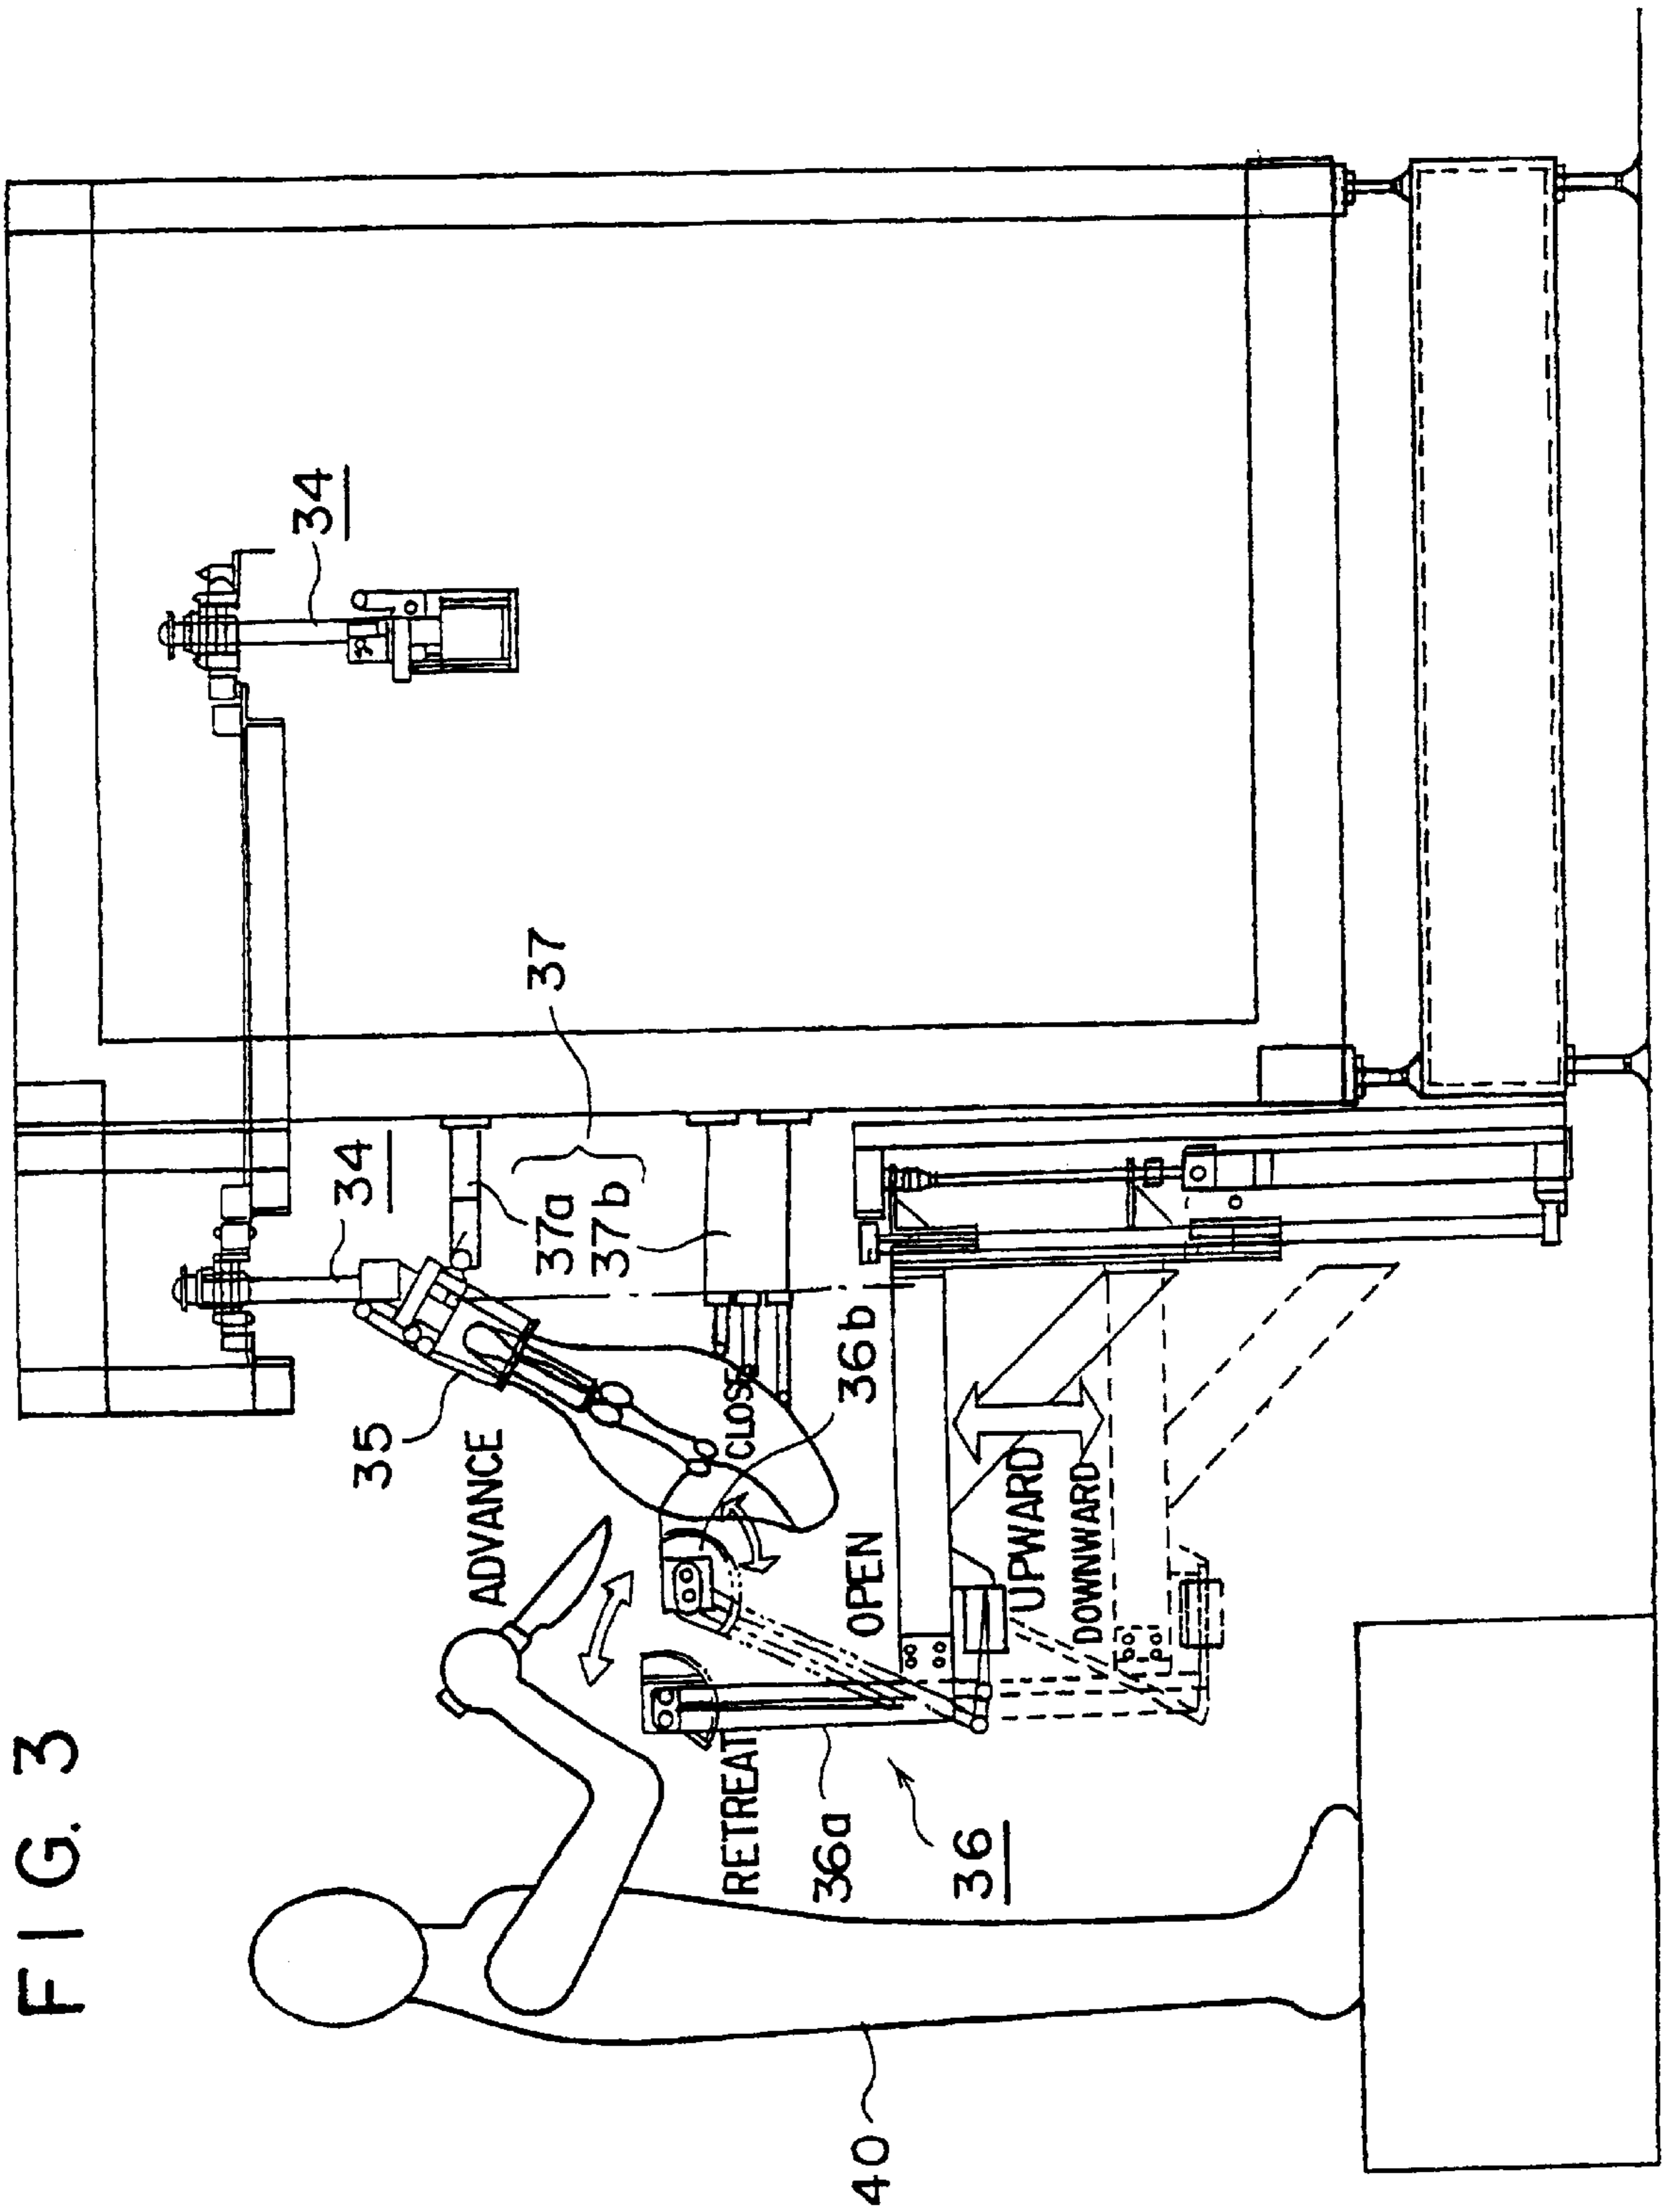 FIG. 3
34
34
37
37a
37b
35
ADVANCE
CLOSE
36b
OPEN
UPWARD
DOWNWARD
RETREAT
36a
36
40